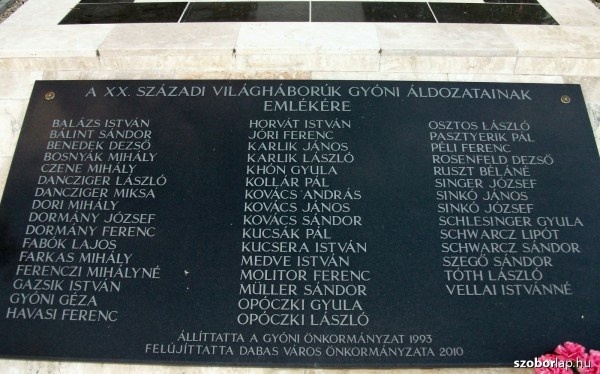 A XX. SZÁZADI VILÁGHÁBORÚK GYÓNI ÁLDOZATAINAK
EMLÉKÉRE
BALÁZS ISTVÁN
BÁLINT SÁNDOR
BENEDEK DEZSŐ
BOSNYÁK MIHÁLY
CZENE MIHÁLY
DANCZIGER LÁSZLÓ
DANCZIGER MIKSA
DORI MIHÁLY
DORMÁNY JÓZSEF
DORMÁNY FERENC
FABÓK LAJOS
FARKAS MIHÁLY
FERENCZI MIHÁLYNÉ
GAZSIK ISTVÁN
GYÓNI GÉZA
HAVASI FERENC
HORVÁT ISTVÁN
JÓRI FERENC
KARLIK JÁNOS
KARLIK LÁSZLÓ
KHÓN GYULA
KOLLÁR PÁL
KOVÁCS ANDRÁS
KOVÁCS JÁNOS
KOVÁCS SÁNDOR
KUCSÁK PÁL
KUCSERA ISTVÁN
MEDVE ISTVÁN
MOLITOR FERENC
MÜLLER SÁNDOR
OPÓCZKI GYULA
OPÓCZKI LÁSZLÓ
OSZTOS LÁSZLÓ
PASZTYERIK PÁL
PÉLI FERENC
ROSENFELD DEZSŐ
RUSZT BÉLÁNÉ
SINGER JÓZSEF
SINKÓ JÁNOS
SINKÓ JÓZSEF
SCHLESINGER GYULA
SCHWARCZ LIPÓT
SCHWARCZ SÁNDOR
SZEGŐ SÁNDOR
TÓTH LÁSZLÓ
VELLAI ISTVÁNNÉ
ÁLLÍTTATTA A GYÓNI ÖNKORMÁNYZAT 1993
FELÚJÍTTATTA DABAS VÁROS ÖNKORMÁNYZATA 2010
szoborlap.hu